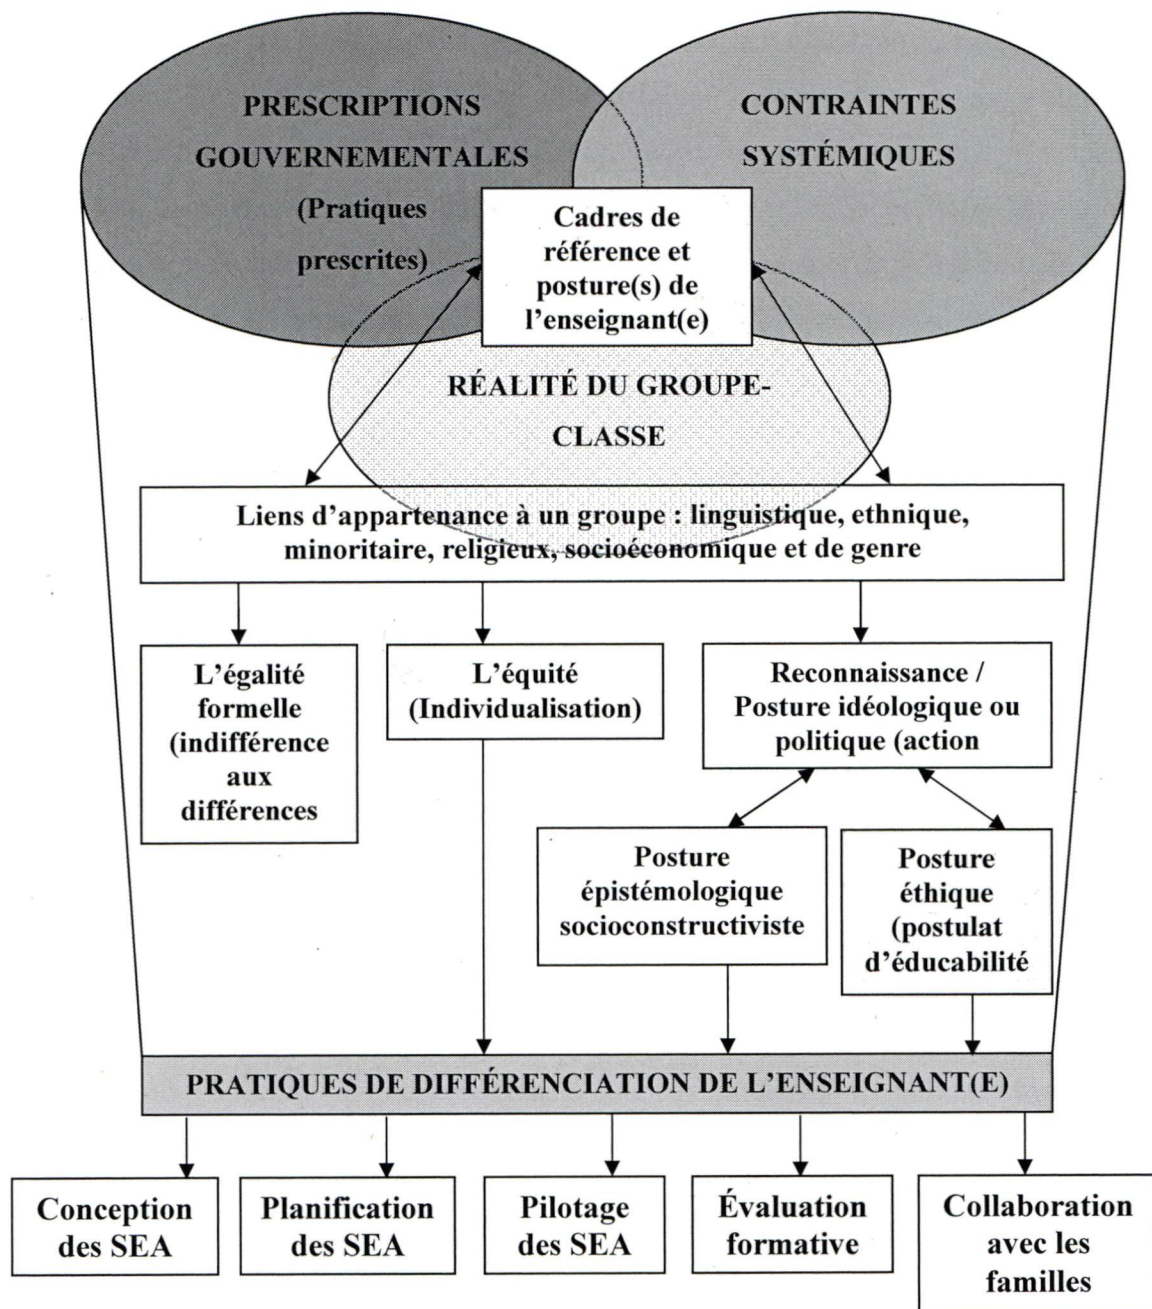 PRESCRIPTIONS
GOUVERNEMENTALES
(Pratiques
prescrites)
CONTRAINTES
SYSTÉMIQUES
Cadres de
référence et
posture(s) de
l'enseignant(e)
RÉALITÉ DU GROUPE-
CLASSE
Liens d'appartenance à un groupe : linguistique, ethnique,
minoritaire, religieux, socioéconomique et de genre
L'égalité
formelle
(indifférence
aux
différences
L'équité
(Individualisation)
Reconnaissance /
Posture idéologique ou
politique (action
Posture
épistémologique
socioconstructiviste
Posture
éthique
(postulat
d'éducabilité
PRATIQUES DE DIFFÉRENCIATION DE L'ENSEIGNANT(E)
Conception
des SEA
Planification
des SEA
Pilotage
des SEA
Évaluation
formative
Collaboration
avec les
familles